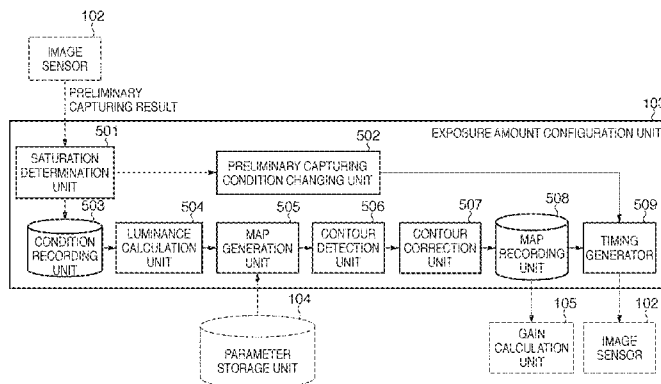 102
IMAGE
SENSOR
PRELIMINARY
CAPTURING RESULT
103
EXPOSURE AMOUNT CONFIGURATION UNIT
501
SATURATION
DETERMINATION
UNIT
502
PRELIMINARY CAPTURING
CONDITION CHANGING UNIT
503
CONDITION
RECORDING
UNIT
504
LUMINANCE
CALCULATION
UNIT
505
MAP
GENERATION
UNIT
506
CONTOUR
DETECTION
UNIT
507
CONTOUR
CORRECTION
UNIT
508
MAP
RECORDING
UNIT
509
TIMING
GENERATOR
104
PARAMETER
STORAGE UNIT
105
GAIN
CALCULATION
UNIT
102
IMAGE
SENSOR